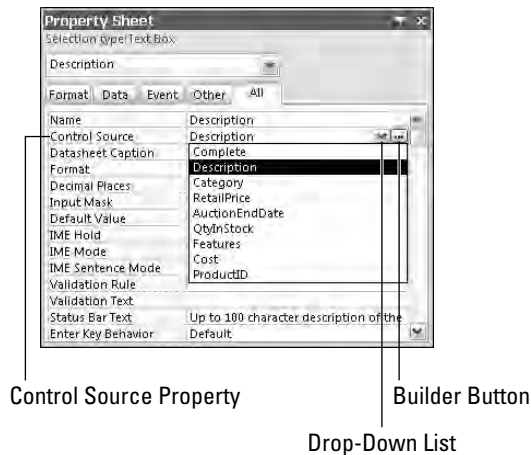 Property Sheet
Selection type: Text Box
Description
Format Data Event Other All
Name Description
Control Source Description
Datasheet Caption
Format
Decimal Places
Input Mask
Default Value
IME Hold
IME Mode
IME Sentence Mode
Validation Rule
Validation Text
Status Bar Text Up to 100 character description of the
Enter Key Behavior Default
Complete
Description
Category
RetailPrice
AuctionEndDate
QtyInStock
Features
Cost
ProductID
Control Source Property
Builder Button
Drop-Down List